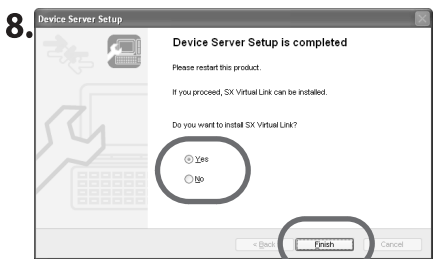 8.
Device Server Setup
Device Server Setup is completed
Please restart this product.
If you proceed, SX Virtual Link can be installed.
Do you want to install SX Virtual Link?
Yes
No
< Back
Finish
Cancel